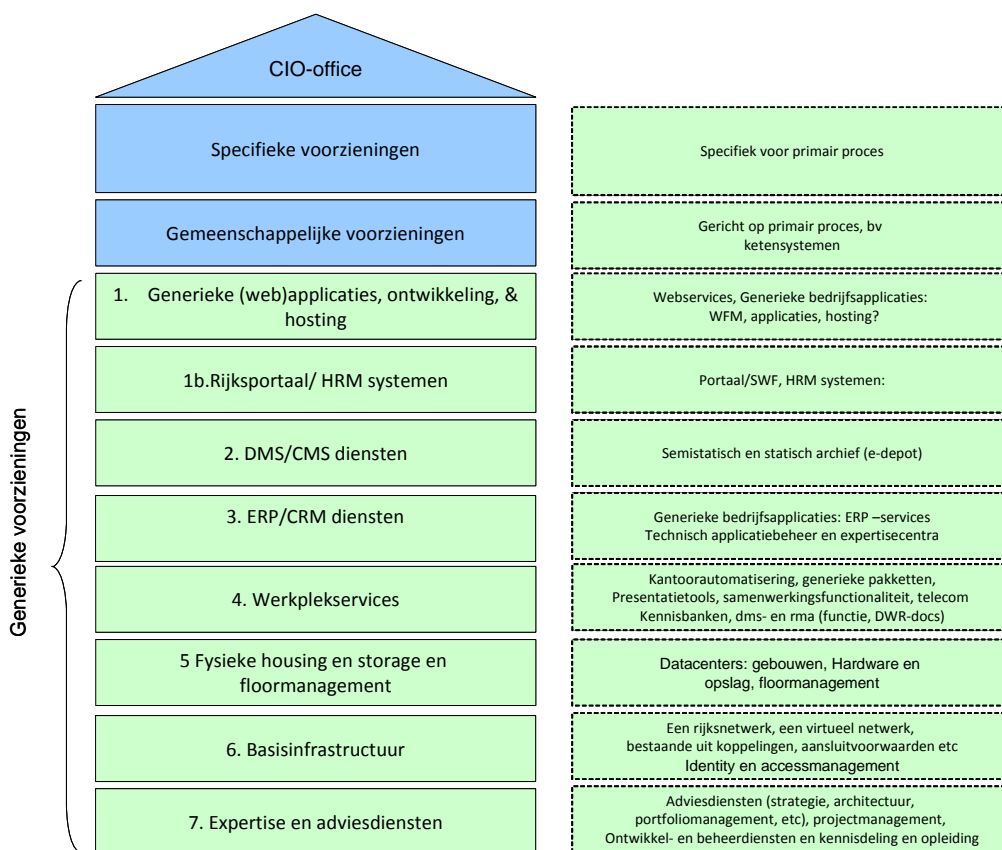 CIO-office
Specifieke voorzieningen
Specifiek voor primair proces
Gemeenschappelijke voorzieningen
Gericht op primair proces, bv
ketensystemen
Generieke voorzieningen
1. Generieke (web)applicaties, ontwikkeling, &
hosting
Webservices, Generieke bedrijfsapplicaties:
WFM, applicaties, hosting?
1b.Rijksportaal/ HRM systemen
Portaal/SWF, HRM systemen:
2. DMS/CMS diensten
Semistatisch en statisch archief (e-depot)
3. ERP/CRM diensten
Generieke bedrijfsapplicaties: ERP –services
Technisch applicatiebeheer en expertisecentra
4. Werkplekservices
Kantoorautomatisering, generieke pakketten,
Presentatietools, samenwerkingsfunctionaliteit, telecom
Kennisbanken, dms- en rma (functie, DWR-docs)
5 Fysieke housing en storage en
floormanagement
Datacenters: gebouwen, Hardware en
opslag, floormanagement
6. Basisinfrastructuur
Een rijksnetwerk, een virtueel netwerk,
bestaande uit koppelingen, aansluitvoorwaarden etc
Identity en accessmanagement
7. Expertise en adviesdiensten
Adviesdiensten (strategie, architectuur,
portfoliomanagement, etc), projectmanagement,
Ontwikkel- en beheerdiensten en kennisdeling en opleiding